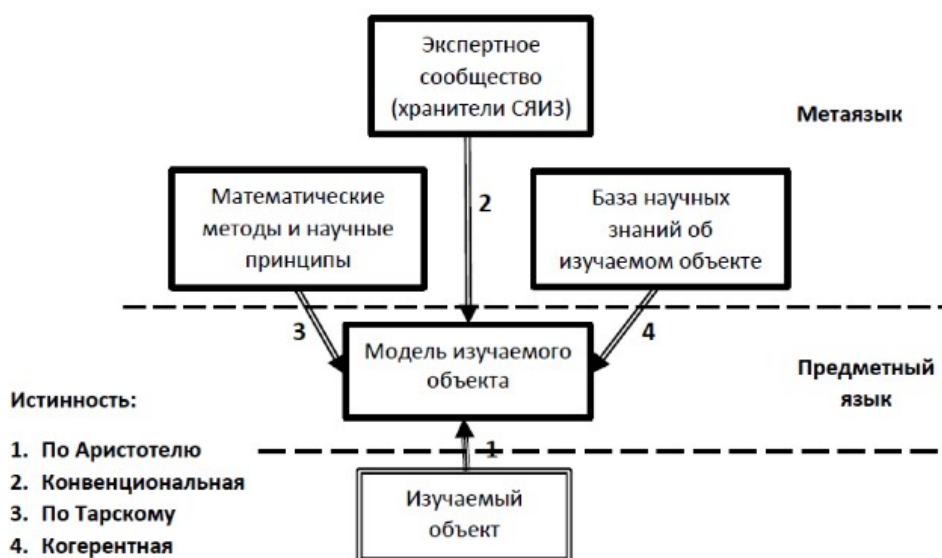 Экспертное
сообщество
(хранители СЯИЗ)
Метаязык
Математические
методы и научные
принципы
2
База научных
знаний об
изучаемом объекте
3
4
Модель изучаемого
объекта
Предметный
язык
Истинность:
1. По Аристотелю
2. Конвенциональная
3. По Тарскому
4. Когерентная
1
Изучаемый
объект